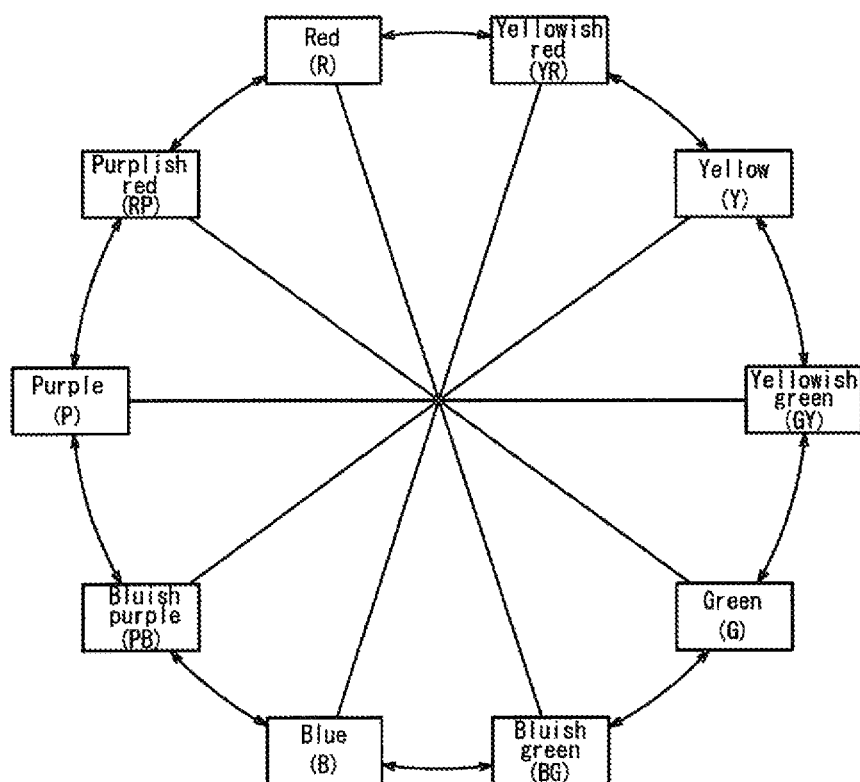 Red
(R)
Yellowish
red
(YR)
Purplish
red
(RP)
Yellow
(Y)
Purple
(P)
Yellowish
green
(GY)
Bluish
purple
(PB)
Green
(G)
Blue
(B)
Bluish
green
(BG)